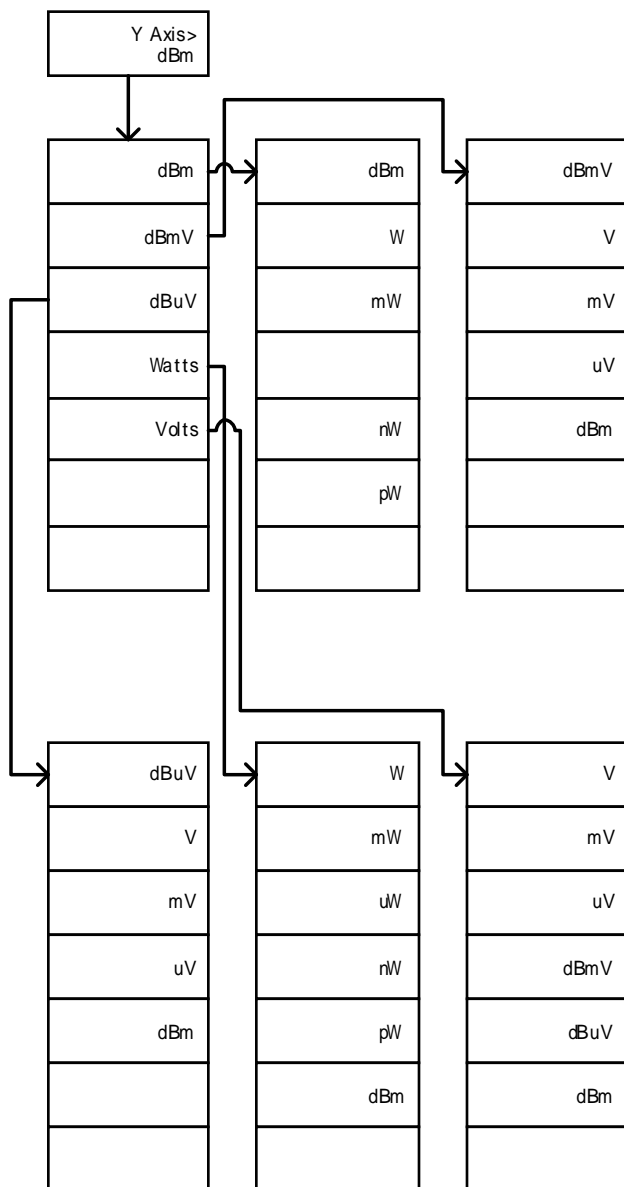 Y Axis>
dBm
dBm
dBmV
dBuV
Watts
Volts
dBm
W
mW
nW
pW
dBmV
V
mV
uV
dBm
dBuV
V
mV
uV
dBm
W
mW
uW
nW
pW
dBm
V
mV
uV
dBmV
dBuV
dBm